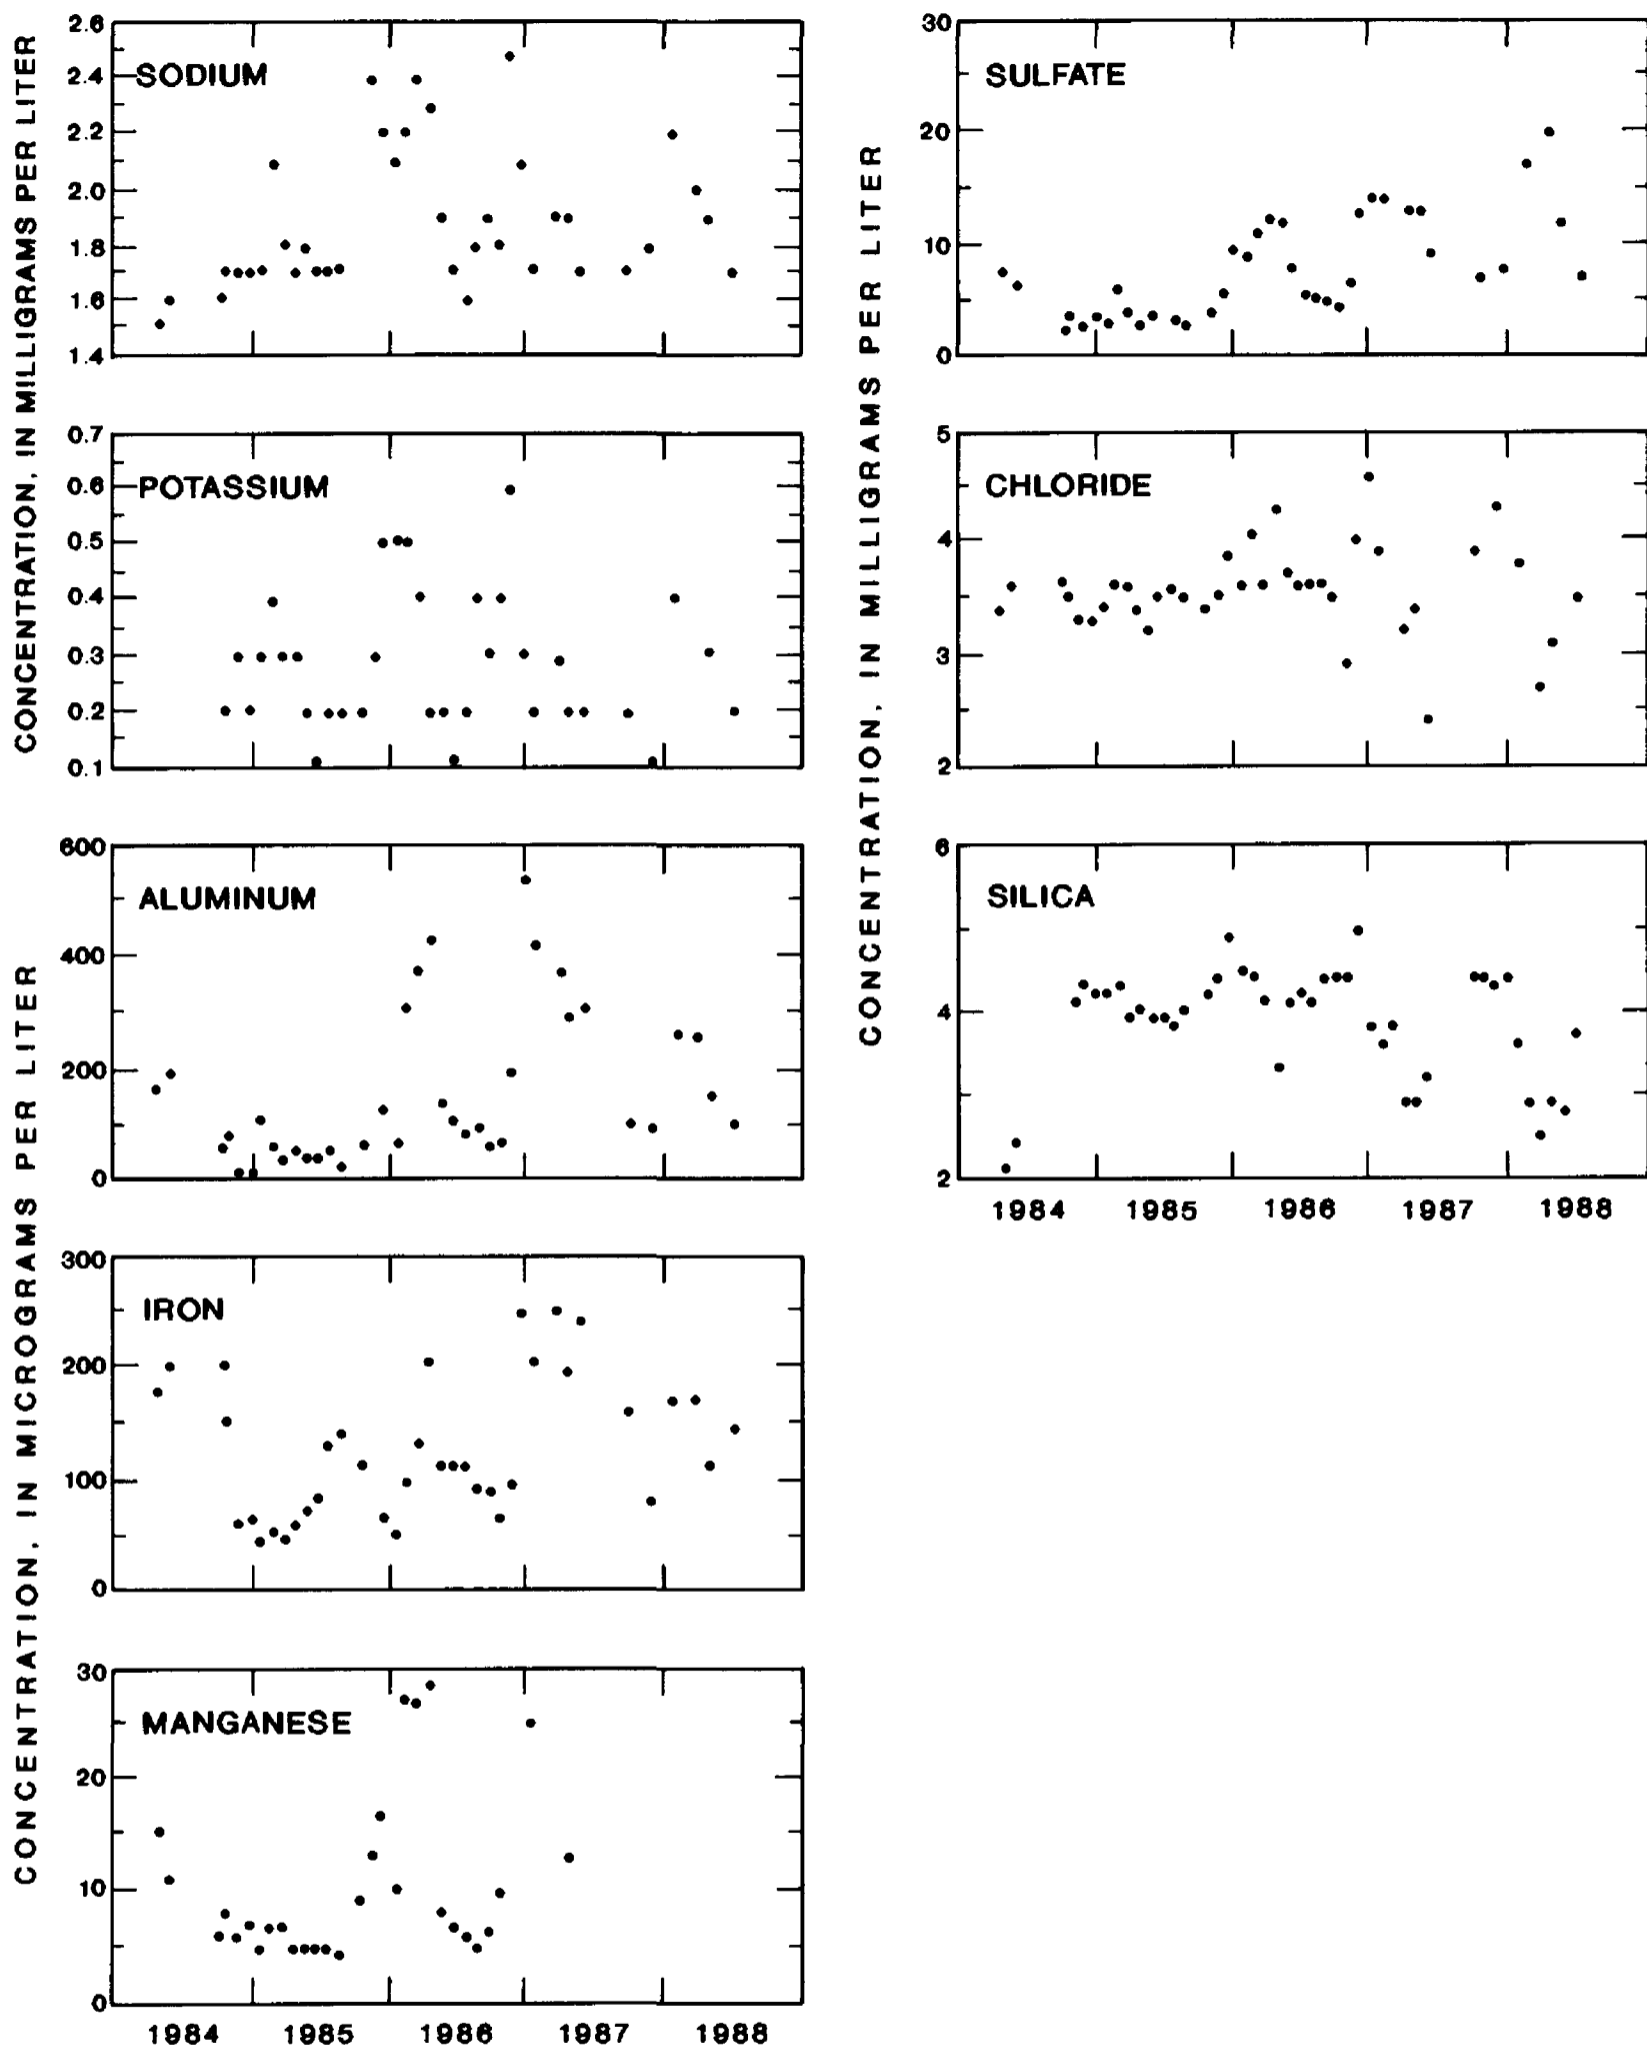 CONCENTRATION, IN MILLIGRAMS PER LITER
2.6
2.4
SODIUM
2.2
2.0
1.8
1.6
1.4
0.7
0.6
POTASSIUM
0.5
0.4
0.3
0.2
0.1
CONCENTRATION, IN MICROGRAMS PER LITER
600
ALUMINUM
400
200
0
300
IRON
200
100
0
30
MANGANESE
20
10
0
1984 1985 1986 1987 1988
CONCENTRATION, IN MILLIGRAMS PER LITER
30
SULFATE
20
10
0
5
CHLORIDE
4
3
2
6
SILICA
4
2
1984 1985 1986 1987 1988